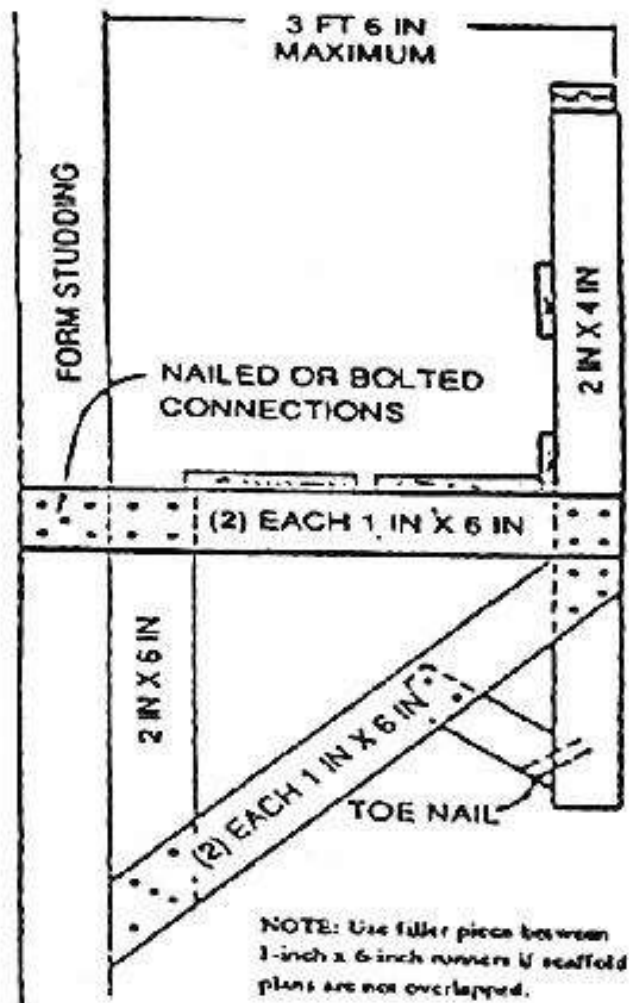 3 FT 6 IN
MAXIMUM
FORM STUDDING
2 IN X 4 IN
NAILED OR BOLTED
CONNECTIONS
(2) EACH 1 IN X 6 IN
2 IN X 6 IN
(2) EACH 1 IN X 6 IN
TOE NAIL
NOTE: Use filler piece between
1-inch x 6-inch runners if scaffold
plans are not overlapped.